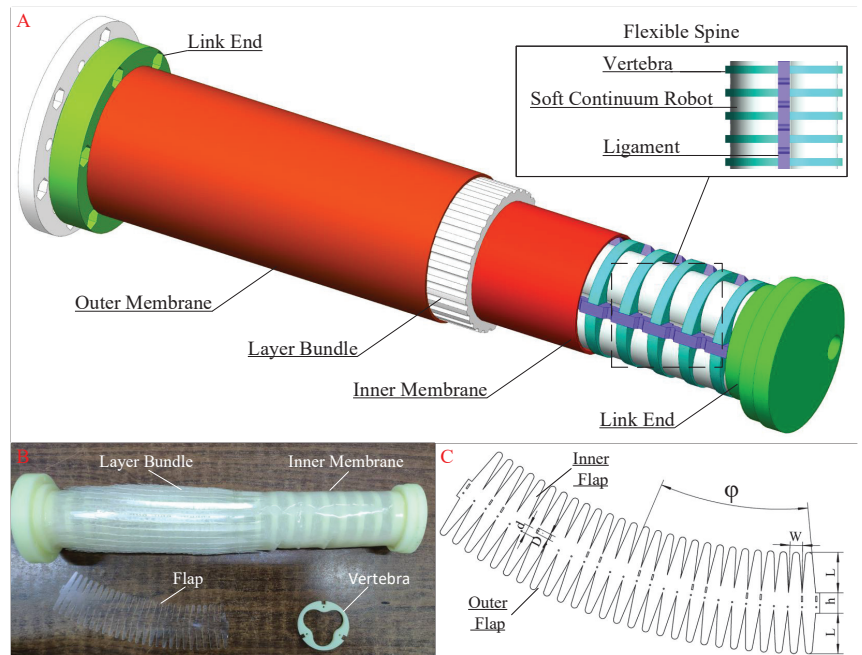 A
Link End
Flexible Spine
Vertebra
Soft Continuum Robot
Ligament
Outer Membrane
Layer Bundle
Inner Membrane
Link End
B
Layer Bundle
Inner Membrane
Flap
Vertebra
C
Inner
Flap
φ
d
D
W
L
h
L
Outer
Flap